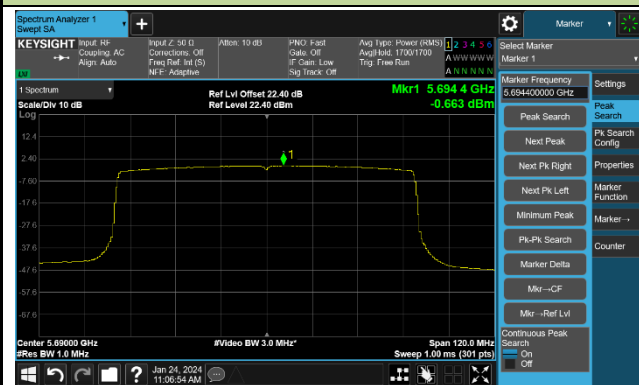 Spectrum Analyzer 1
Swept SA
+
Marker
KEYSIGHT
Input: RF
Coupling: AC
Align: Auto
Input Z: 50 Ω
Corrections: Off
Freq Ref: Int (S)
NFE: Adaptive
Atten: 10 dB
PNO: Fast
Gate: Off
IF Gain: Low
Sig Track: Off
Avg Type: Power (RMS)
Avg|Hold: 1700/1700
Trig: Free Run
1 2 3 4 5 6
A W W W W W
A N N N N N
LXI
Select Marker
Marker 1
1 Spectrum
Scale/Div 10 dB
Log
Ref Lvl Offset 22.40 dB
Ref Level 22.40 dBm
Mkr1 5.694 4 GHz
-0.663 dBm
1
12.4
2.40
-7.60
-17.6
-27.6
-37.6
-47.6
-57.6
-67.6
Center 5.69000 GHz
#Res BW 1.0 MHz
#Video BW 3.0 MHz*
Span 120.0 MHz
Sweep 1.00 ms (301 pts)
Marker Frequency
5.694400000 GHz
Peak Search
Next Peak
Next Pk Right
Next Pk Left
Minimum Peak
Pk-Pk Search
Marker Delta
Mkr→CF
Mkr→Ref Lvl
Continuous Peak
Search
On
Off
Settings
Peak
Search
Pk Search
Config
Properties
Marker
Function
Marker→
Counter
?
Jan 24, 2024
11:06:54 AM